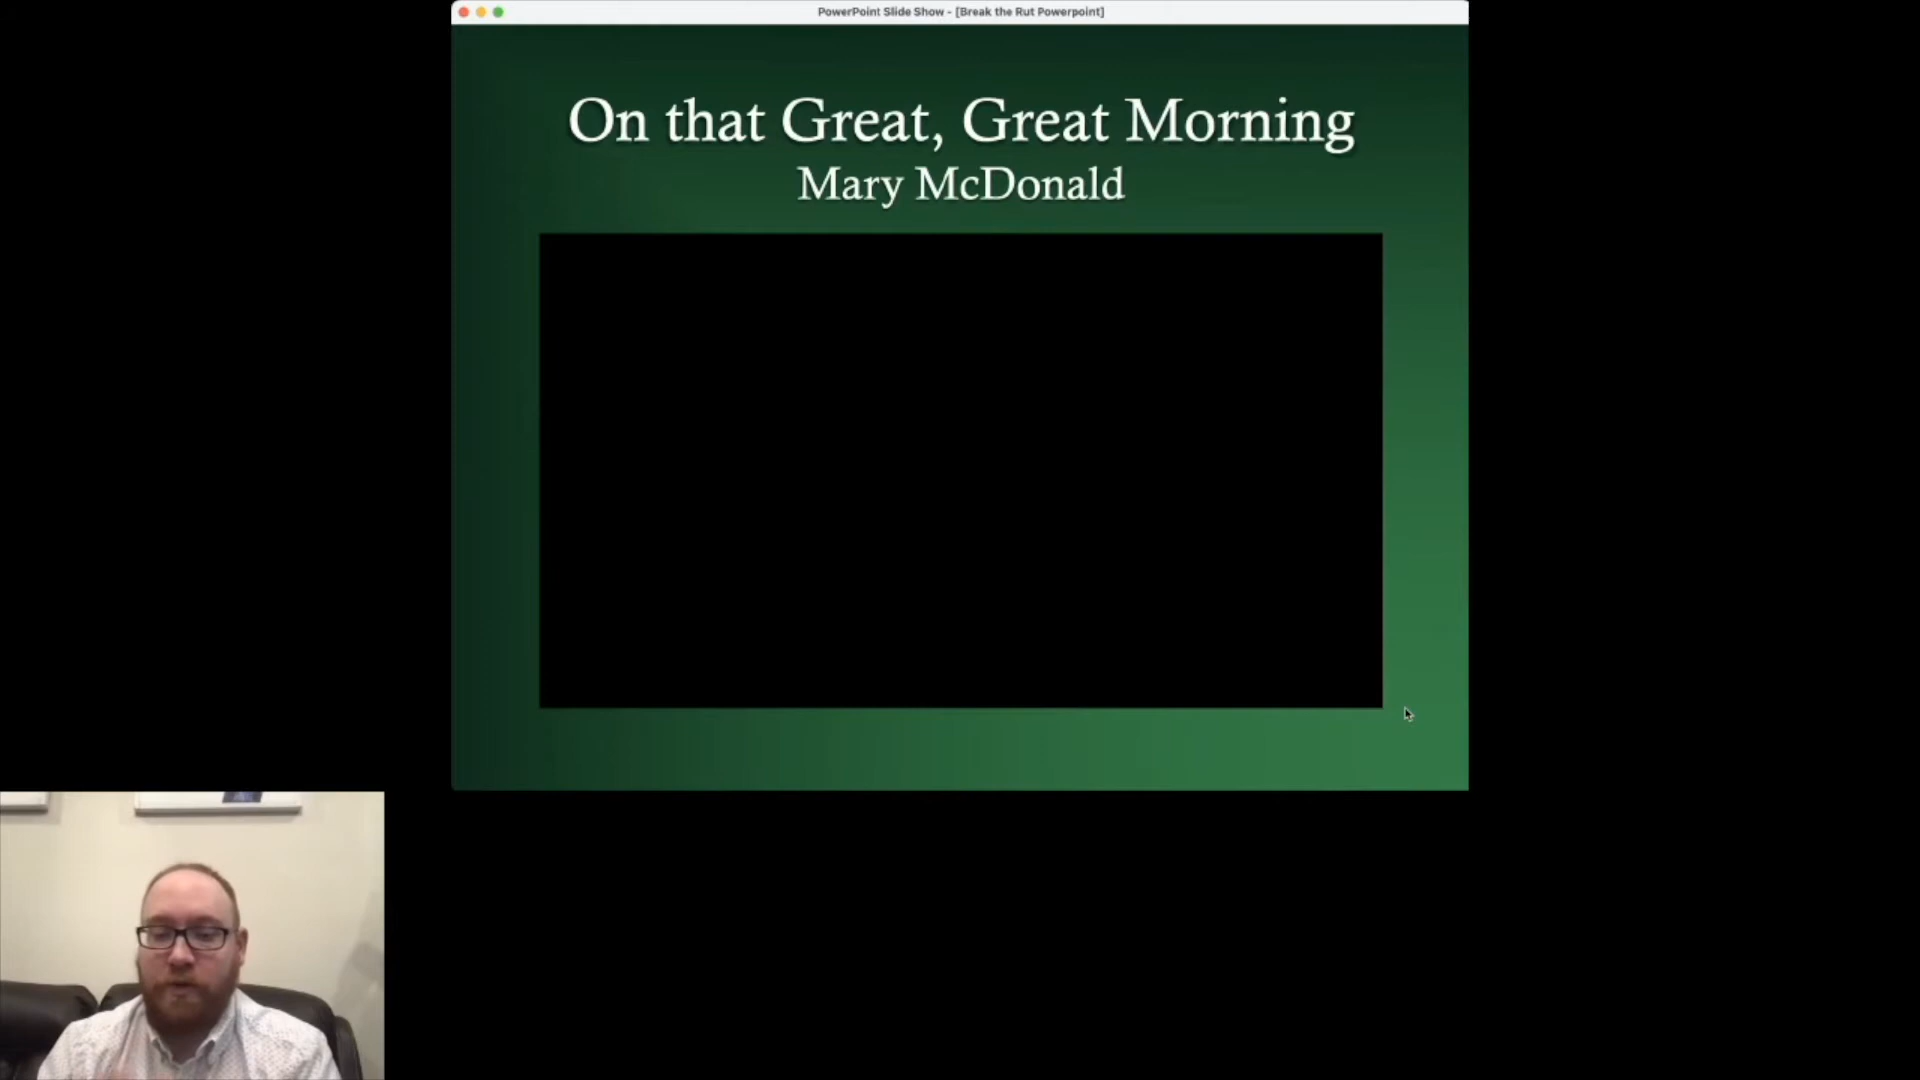 PowerPoint Slide Show - [Break the Rut Powerpoint]
On that Great, Great Morning
Mary McDonald